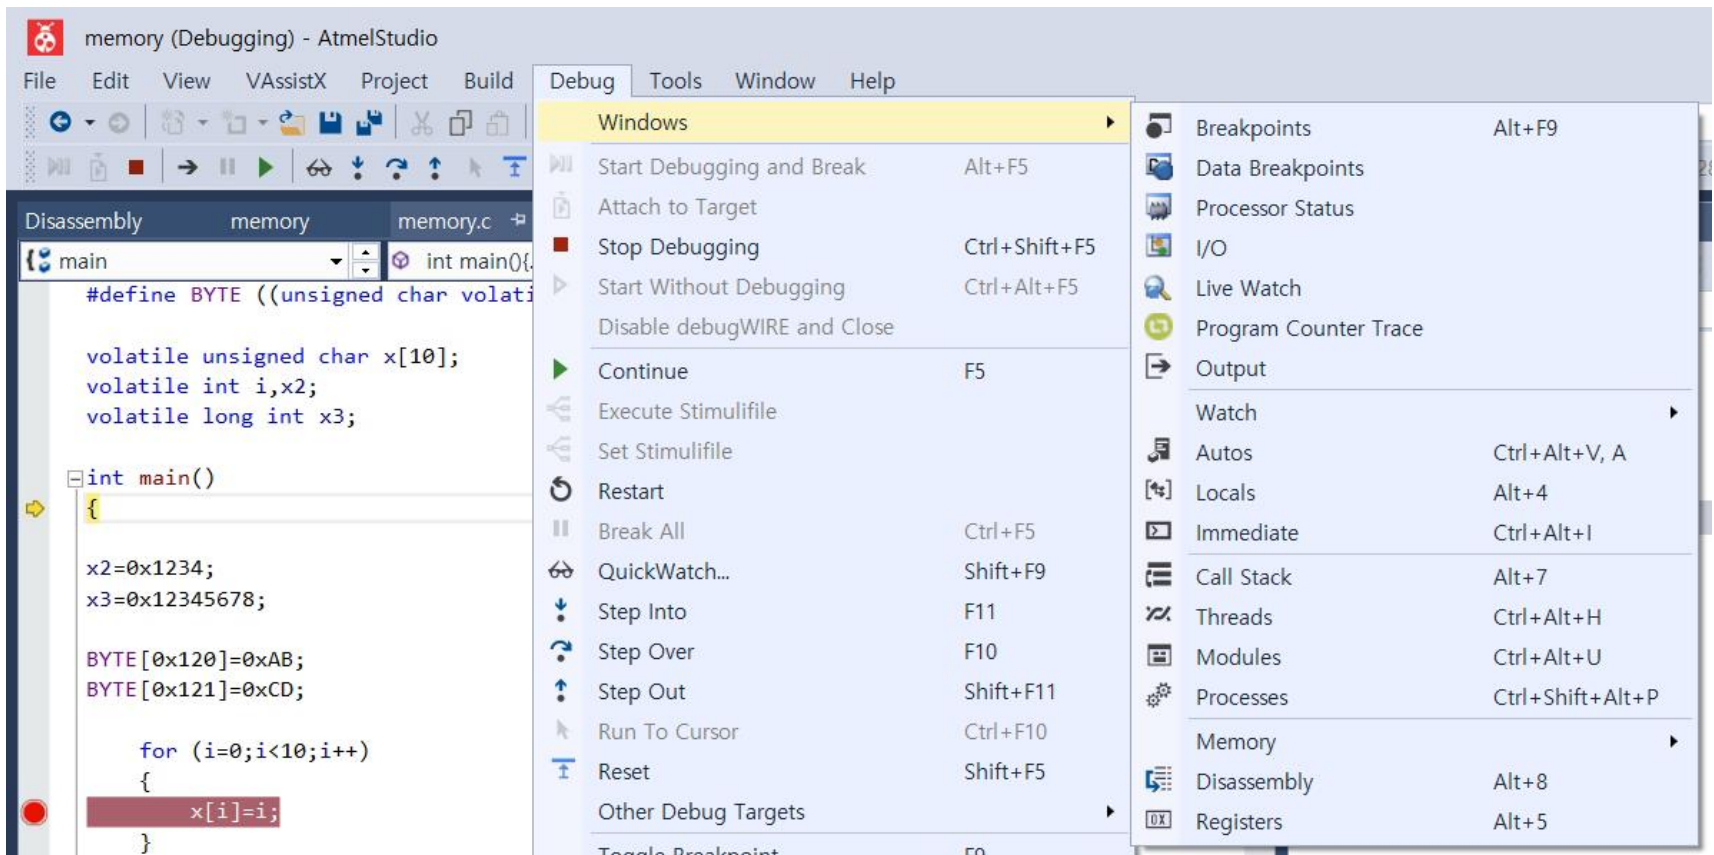 memory (Debugging) - AtmelStudio
File Edit View VAssistX Project Build Debug Tools Window Help
Disassembly memory memory.c
main int main(){
#define BYTE ((unsigned char volati
volatile unsigned char x[10];
volatile int i,x2;
volatile long int x3;
int main()
{
x2=0x1234;
x3=0x12345678;
BYTE[0x120]=0xAB;
BYTE[0x121]=0xCD;
for (i=0;i<10;i++)
{
x[i]=i;
}
Windows
Start Debugging and Break Alt+F5
Attach to Target
Stop Debugging Ctrl+Shift+F5
Start Without Debugging Ctrl+Alt+F5
Disable debugWIRE and Close
Continue F5
Execute Stimulifile
Set Stimulifile
Restart
Break All Ctrl+F5
QuickWatch... Shift+F9
Step Into F11
Step Over F10
Step Out Shift+F11
Run To Cursor Ctrl+F10
Reset Shift+F5
Other Debug Targets
Toggle Breakpoint F9
Breakpoints Alt+F9
Data Breakpoints
Processor Status
I/O
Live Watch
Program Counter Trace
Output
Watch
Autos Ctrl+Alt+V, A
Locals Alt+4
Immediate Ctrl+Alt+I
Call Stack Alt+7
Threads Ctrl+Alt+H
Modules Ctrl+Alt+U
Processes Ctrl+Shift+Alt+P
Memory
Disassembly Alt+8
Registers Alt+5